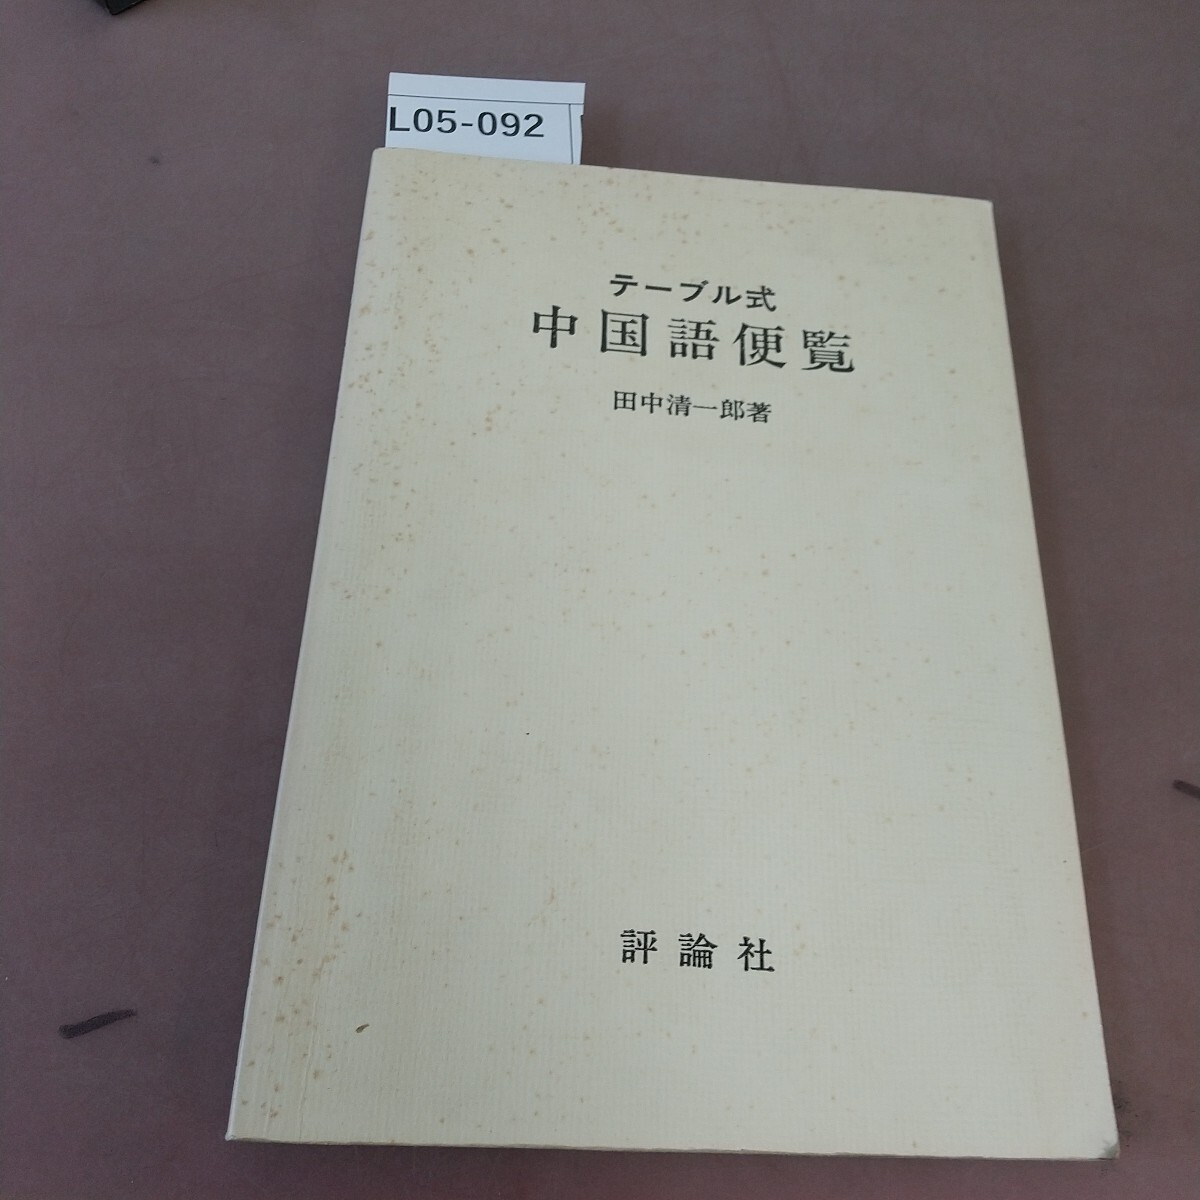 L05-092
テーブル式
中国語便覧
田中清一郎著
評論社